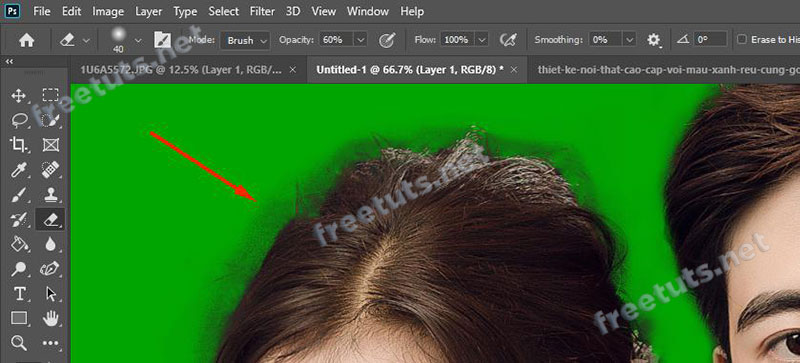 Ps File Edit Image Layer Type Select Filter 3D View Window Help
40 Mode: Brush Opacity: 60% Flow: 100% Smoothing: 0% 0° Erase to His
1U6A5572.JPG @ 12.5% (Layer 1, RGB/... × Untitled-1 @ 66.7% (Layer 1, RGB/8) * × thiet-ke-noi-that-cao-cap-voi-mau-xanh-reu-cung-go
freetuts.net
freetuts.net
freetuts.net
freetuts.net
T